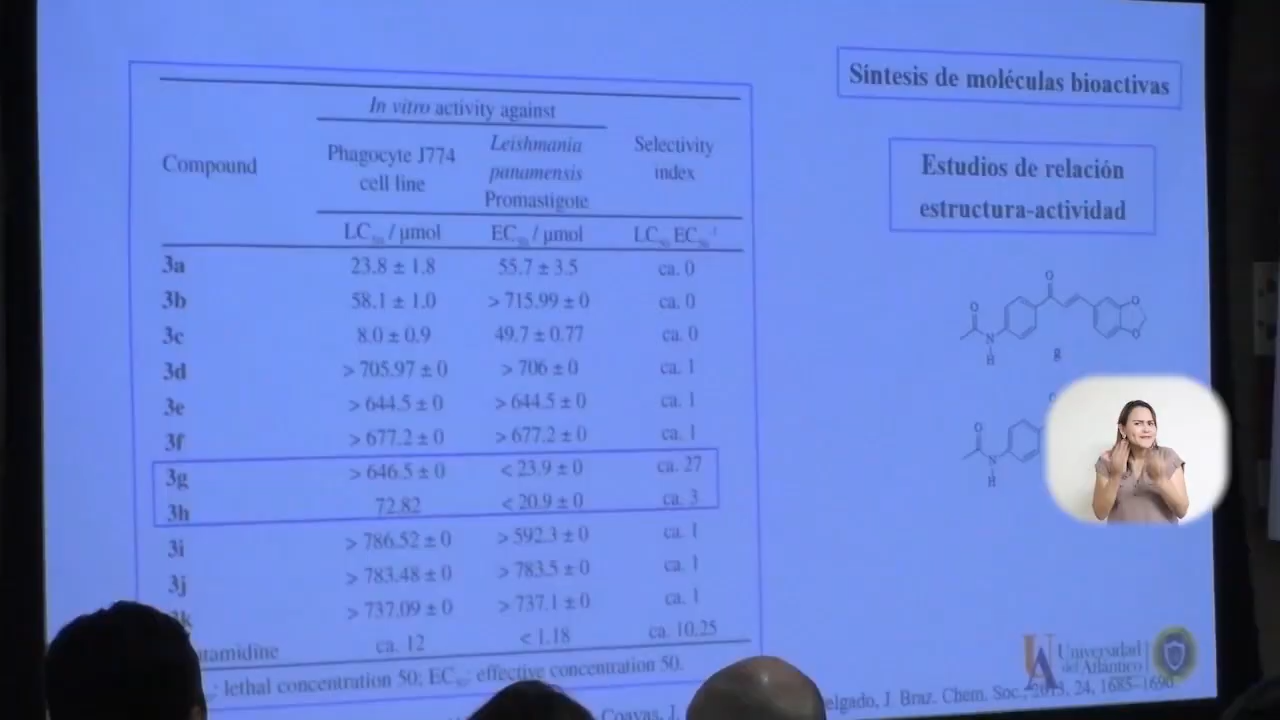 In vitro activity against
Compound
Phagocyte J774
cell line
Leishmania
panamensis
Promastigote
Selectivity
index
LC50 / μmol EC50 / μmol LC50 EC50-1
3a 23.8 ± 1.8 55.7 ± 3.5 ca. 0
3b 58.1 ± 1.0 > 715.99 ± 0 ca. 0
3c 8.0 ± 0.9 49.7 ± 0.77 ca. 0
3d > 705.97 ± 0 > 706 ± 0 ca. 1
3e > 644.5 ± 0 > 644.5 ± 0 ca. 1
3f > 677.2 ± 0 > 677.2 ± 0 ca. 1
3g > 646.5 ± 0 < 23.9 ± 0 ca. 27
3h 72.82 < 20.9 ± 0 ca. 3
3i > 786.52 ± 0 > 592.3 ± 0 ca. 1
3j > 783.48 ± 0 > 783.5 ± 0 ca. 1
k > 737.09 ± 0 > 737.1 ± 0 ca. 1
tamidine ca. 12 < 1.18 ca. 10.25
: lethal concentration 50; EC50: effective concentration 50.
Síntesis de moléculas bioactivas
Estudios de relación
estructura-actividad
O
O
O
O
N
H
g
O
N
H
UA
Universidad
del Atlántico
Coavas, J.
elgado, J. Braz. Chem. Soc., 2013, 24, 1685–1690.